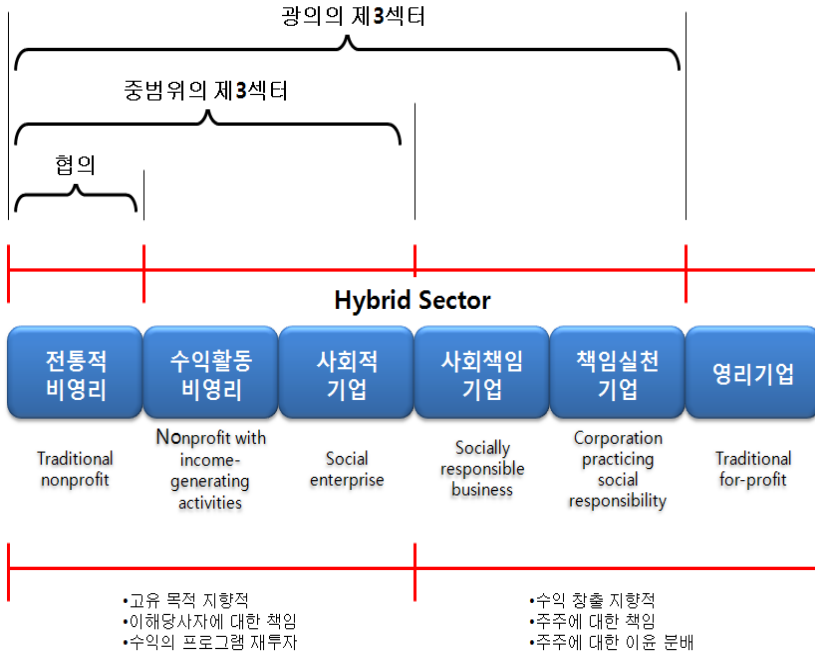 광의의 제3섹터
중범위의 제3섹터
협의
Hybrid Sector
전통적
비영리
수익활동
비영리
사회적
기업
사회책임
기업
책임실천
기업
영리기업
Traditional
nonprofit
Nonprofit with
income-
generating
activities
Social
enterprise
Socially
responsible
business
Corporation
practicing
social
responsibility
Traditional
for-profit
•고유 목적 지향적
•이해당사자에 대한 책임
•수익의 프로그램 재투자
•수익 창출 지향적
•주주에 대한 책임
•주주에 대한 이윤 분배